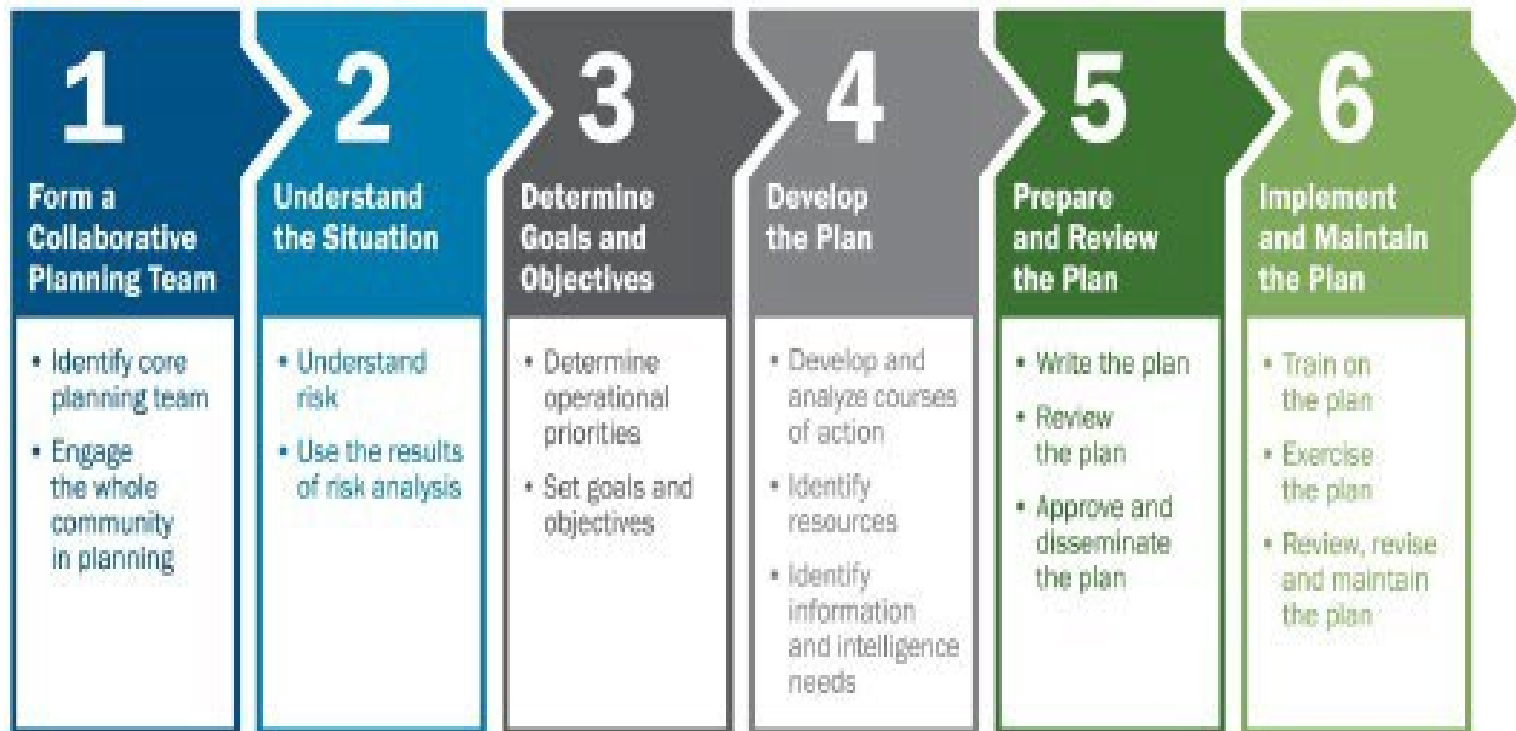 1
Form a
Collaborative
Planning Team
• Identify core
planning team
• Engage
the whole
community
in planning
2
Understand
the Situation
• Understand
risk
• Use the results
of risk analysis
3
Determine
Goals and
Objectives
• Determine
operational
priorities
• Set goals and
objectives
4
Develop
the Plan
• Develop and
analyze courses
of action
• Identify
resources
• Identify
information
and intelligence
needs
5
Prepare
and Review
the Plan
• Write the plan
• Review
the plan
• Approve and
disseminate
the plan
6
Implement
and Maintain
the Plan
• Train on
the plan
• Exercise
the plan
• Review, revise
and maintain
the plan